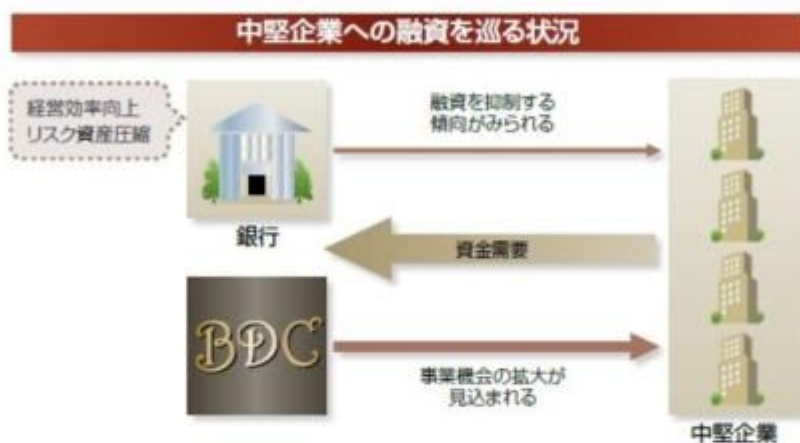 中堅企業への融資を巡る状況
経営効率向上
リスク資産圧縮
融資を抑制する
傾向がみられる
銀行
資金需要
BDC
事業機会の拡大が
見込まれる
中堅企業